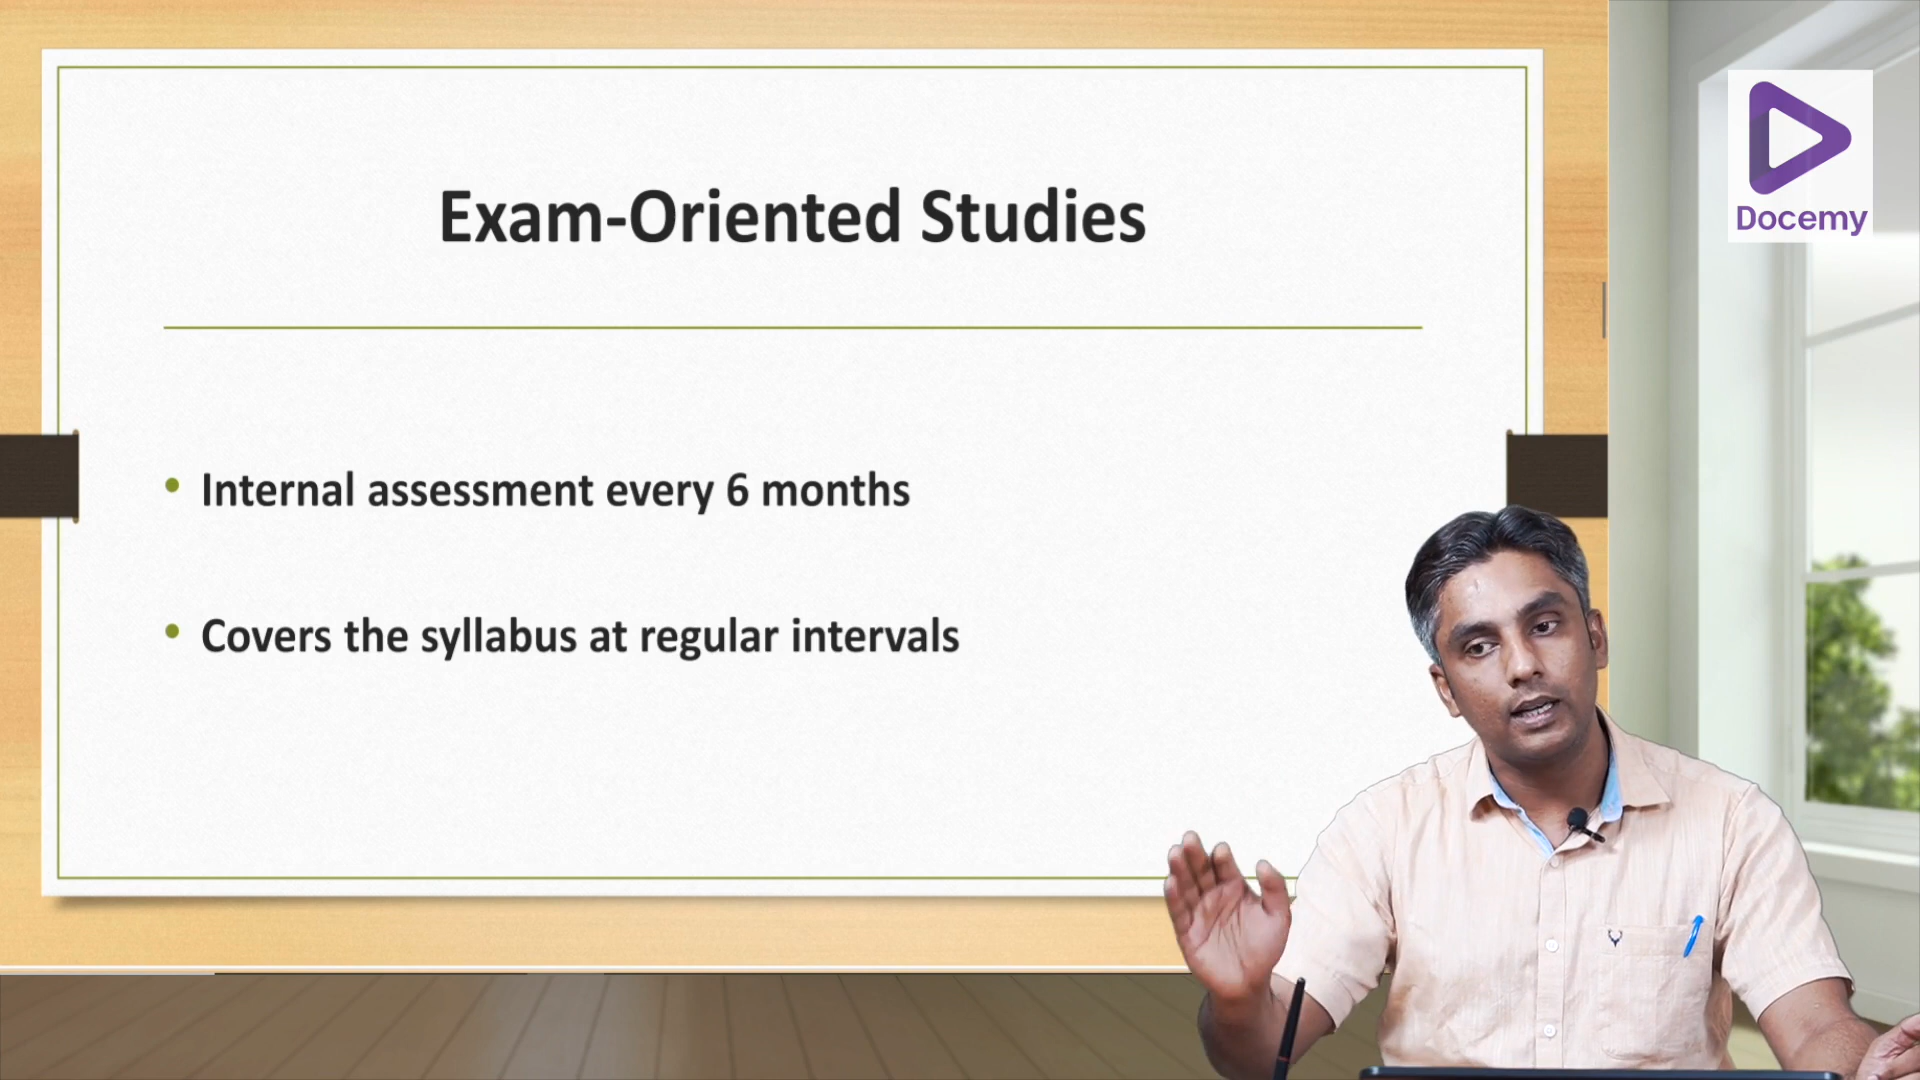 Exam-Oriented Studies
• Internal assessment every 6 months
• Covers the syllabus at regular intervals
Docemy